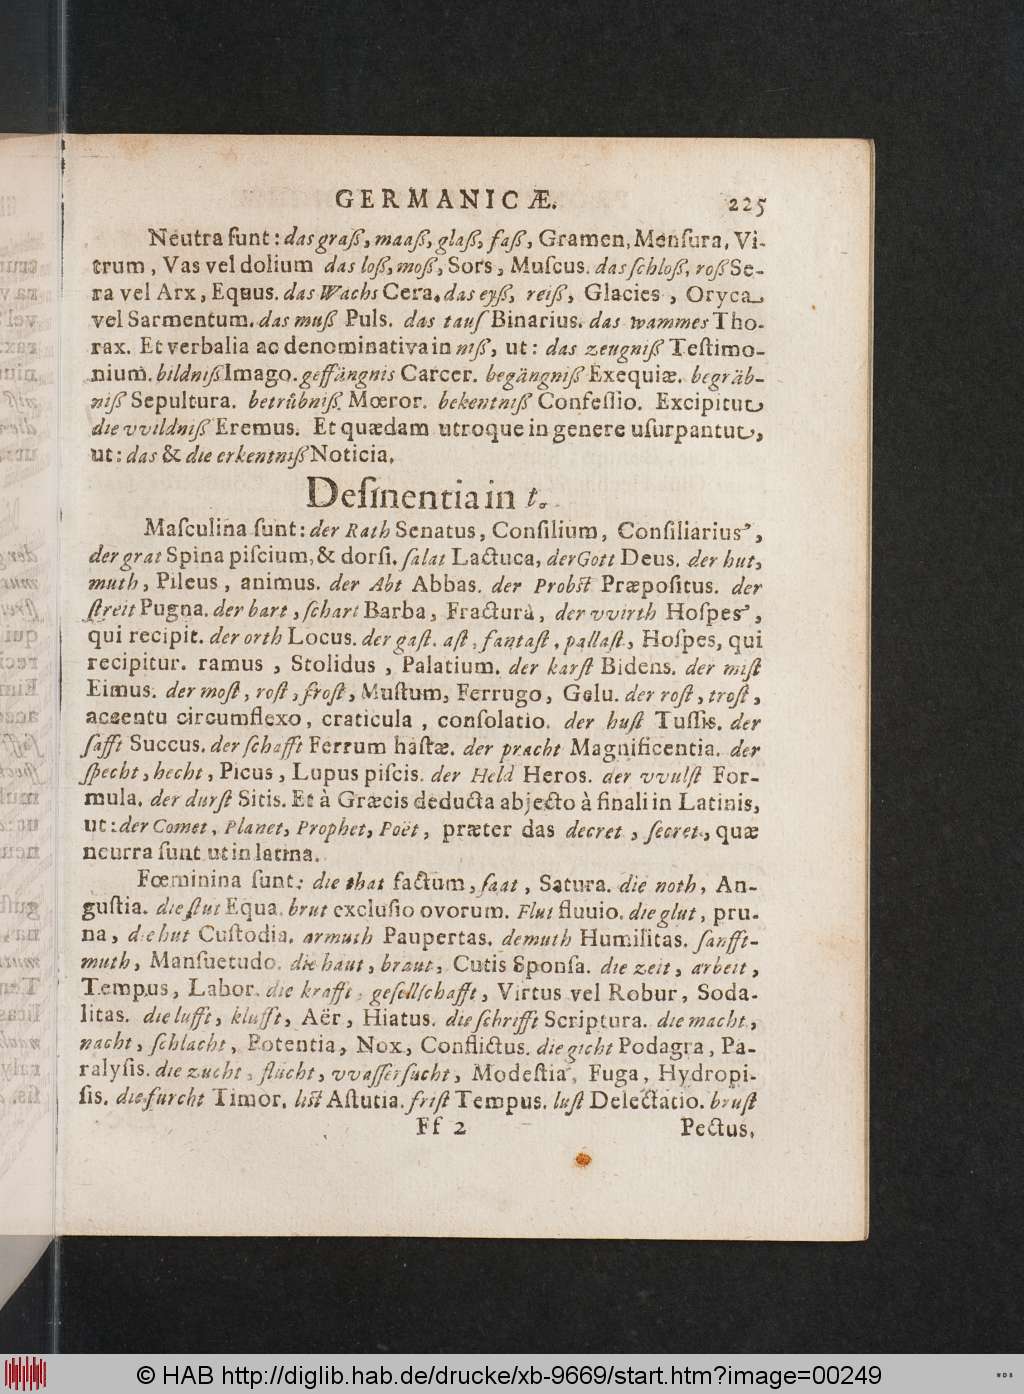 GERMANICÆ. 225
Neutra ſunt : das graß, maaß, glaß, faß, Gramen, Menſura, Vi-
trum, Vas vel dolium das loß, moß, Sors, Muſcus. das ſchloß, roß Se-
ra vel Arx, Equus. das Wachs Cera. das eyß, reiß, Glacies, Oryca
vel Sarmentum. das muß Puls. das tauſ Binarius. das wammes Tho-
rax. Et verbalia ac denominativa in niß, ut : das zeugniß Teſtimo-
nium. bildniß Imago. geffängnis Carcer. begängniß Exequiæ. begräb-
niß Sepultura. betrübniß Mœror. bekentniß Confeſſio. Excipitur
die vvildniß Eremus. Et quædam utroque in genere uſurpantur,
ut : das & die erkentniß Noticia.
Deſinentia in t.
Maſculina ſunt : der Rath Senatus, Conſilium, Conſiliarius,
der grat Spina piſcium, & dorſi. ſalat Lactuca, der Gott Deus. der hut,
muth, Pileus, animus. der Abt Abbas. der Probſt Præpoſitus. der
ſtreit Pugna. der bart, ſchart Barba, Fractura, der vvirth Hoſpes,
qui recipit. der orth Locus. der gaſt. aſt, fantaſt, pallaſt, Hoſpes, qui
recipitur. ramus, Stolidus, Palatium. der karſt Bidens. der miſt
Eimus. der moſt, roſt, froſt, Muſtum, Ferrugo, Gelu. der roſt, troſt,
accentu circumflexo, craticula, conſolatio. der huſt Tuſſis. der
ſafft Succus. der ſchafft Ferrum haſtæ. der pracht Magnificentia. der
ſpecht, hecht, Picus, Lupus piſcis. der Held Heros. der vvulſt For-
mula. der durſt Sitis. Et à Græcis deducta abjecto à finali in Latinis,
ut : der Comet, Planet, Prophet, Poët, præter das decret, ſecret, quæ
neutra ſunt ut in latina.
Fœminina ſunt : die that factum, ſaat, Satura. die noth, An-
guſtia. die ſtut Equa. brut excluſio ovorum. Flut fluuio. die glut, pru-
na, die hut Cuſtodia. armuth Paupertas. demuth Humilitas. ſanfft-
muth, Manſuetudo. die haut, braut, Cutis Sponſa. die zeit, arbeit,
Tempus, Labor. die krafft, geſellſchafft, Virtus vel Robur, Soda-
litas. die lufft, klufft, Aër, Hiatus. die ſchrifft Scriptura. die macht,
nacht, ſchlacht, Potentia, Nox, Conflictus. die gicht Podagra, Pa-
ralyſis. die zucht, flucht, vvaſſerſucht, Modeſtia, Fuga, Hydropi-
ſis. die furcht Timor. liſt Aſtutia. friſt Tempus. luſt Delectatio. bruſt
Ff 2 Pectus,
© HAB http://diglib.hab.de/drucke/xb-9669/start.htm?image=00249